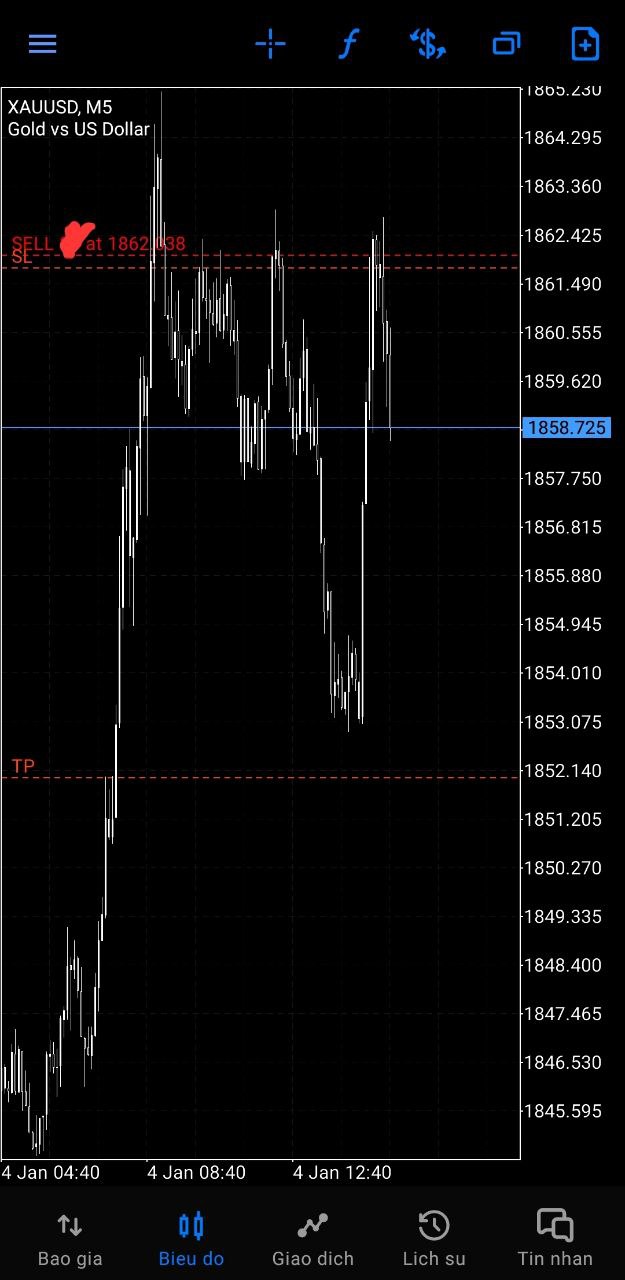 XAUUSD, M5
Gold vs US Dollar
SELL at 1862.038
SL
TP
1865.230
1864.295
1863.360
1862.425
1861.490
1860.555
1859.620
1858.725
1857.750
1856.815
1855.880
1854.945
1854.010
1853.075
1852.140
1851.205
1850.270
1849.335
1848.400
1847.465
1846.530
1845.595
4 Jan 04:40
4 Jan 08:40
4 Jan 12:40
Bao gia
Bieu do
Giao dich
Lich su
Tin nhan